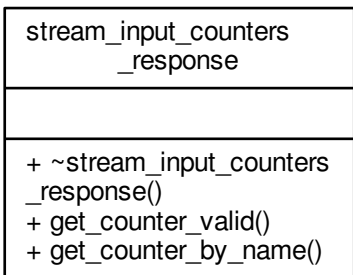 stream_input_counters
_response
+ ~stream_input_counters
_response()
+ get_counter_valid()
+ get_counter_by_name()